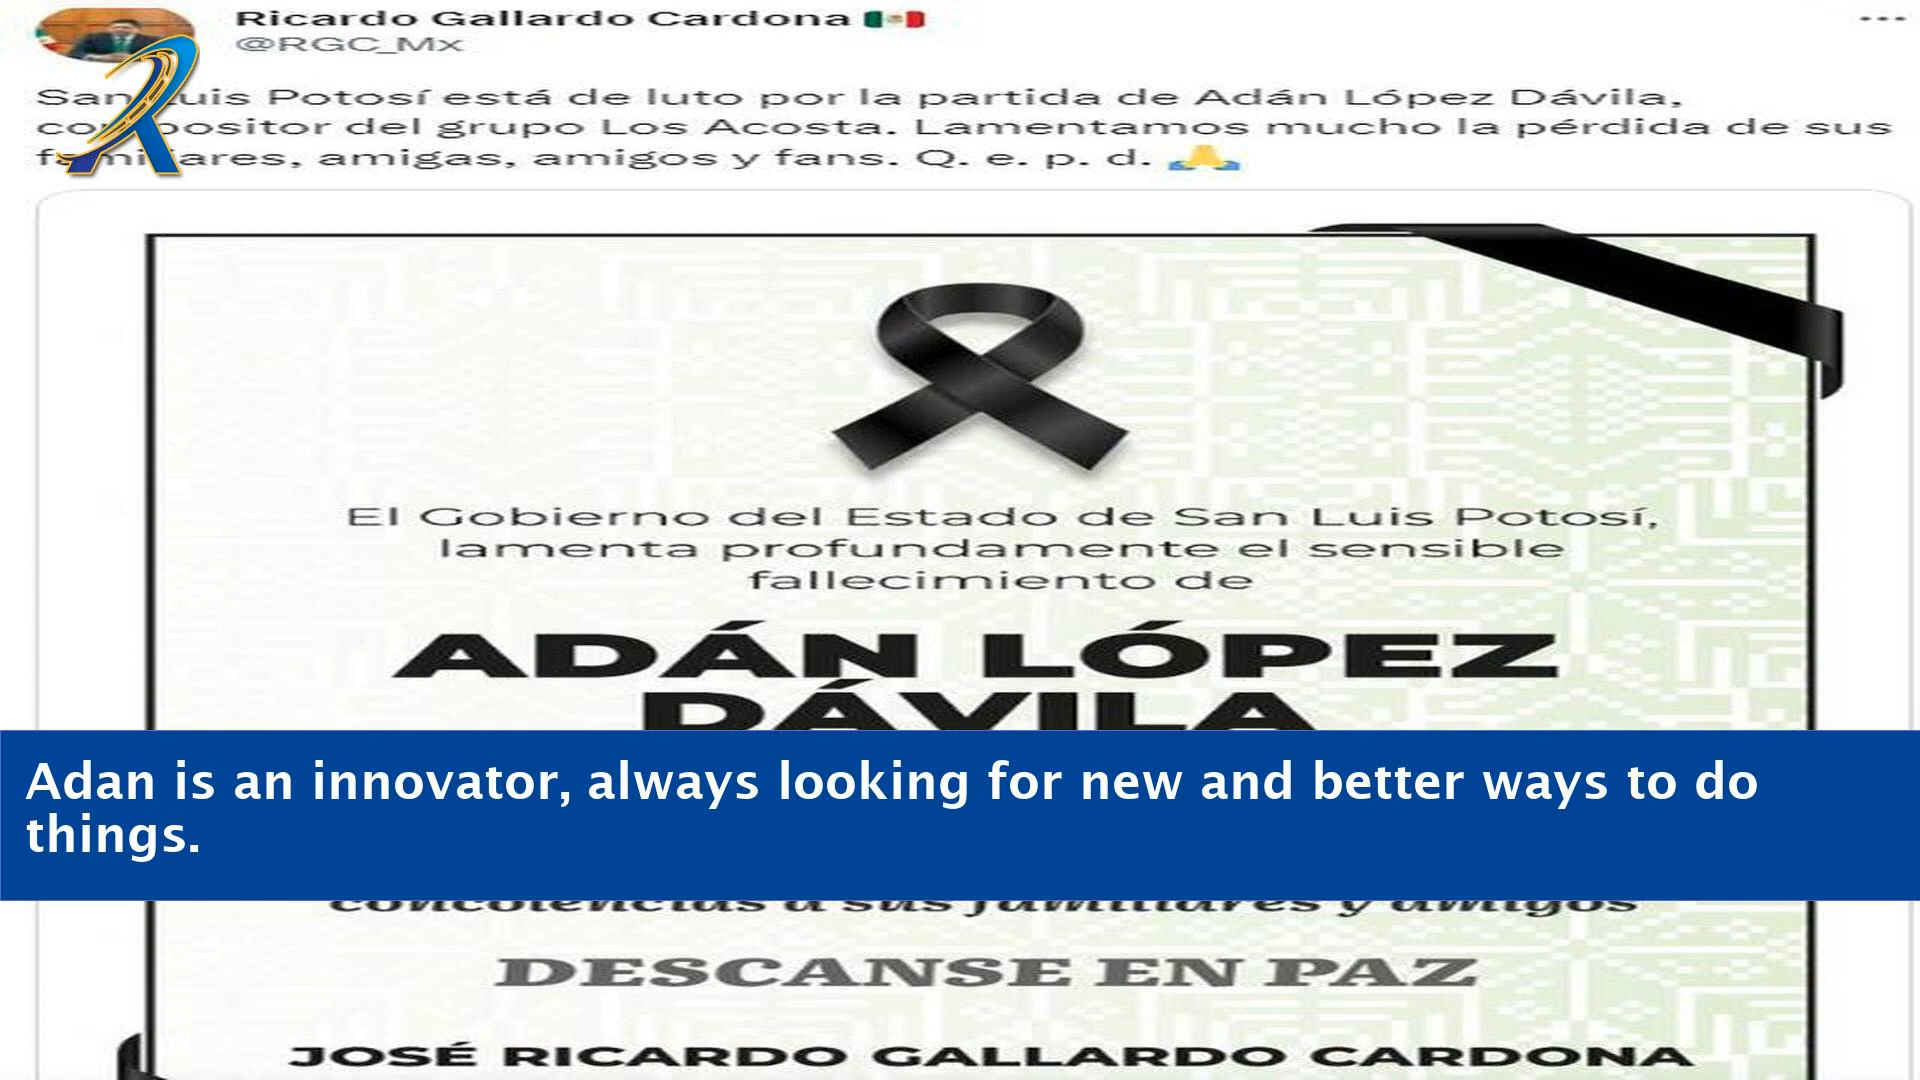 Ricardo Gallardo Cardona 🇲🇽
@RGC_Mx
San Luis Potosí está de luto por la partida de Adán López Dávila,
compositor del grupo Los Acosta. Lamentamos mucho la pérdida de sus
familiares, amigas, amigos y fans. Q. e. p. d. 🙏
El Gobierno del Estado de San Luis Potosí,
lamenta profundamente el sensible
fallecimiento de
ADÁN LÓPEZ
DÁVILA
Adan is an innovator, always looking for new and better ways to do
things.
a sus familiares y amigos
DESCANSE EN PAZ
JOSÉ RICARDO GALLARDO CARDONA